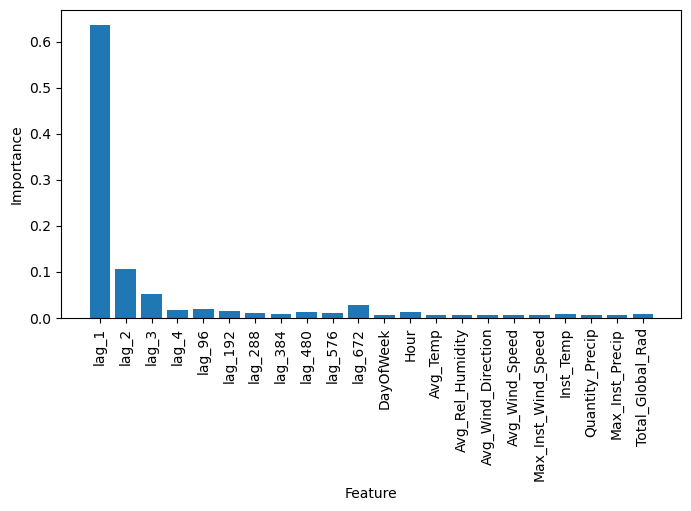 Importance
0.6
0.5
0.4
0.3
0.2
0.1
0.0
lag_1
lag_2
lag_3
lag_4
lag_96
lag_192
lag_288
lag_384
lag_480
lag_576
lag_672
DayOfWeek
Hour
Avg_Temp
Avg_Rel_Humidity
Avg_Wind_Direction
Avg_Wind_Speed
Max_Inst_Wind_Speed
Inst_Temp
Quantity_Precip
Max_Inst_Precip
Total_Global_Rad
Feature